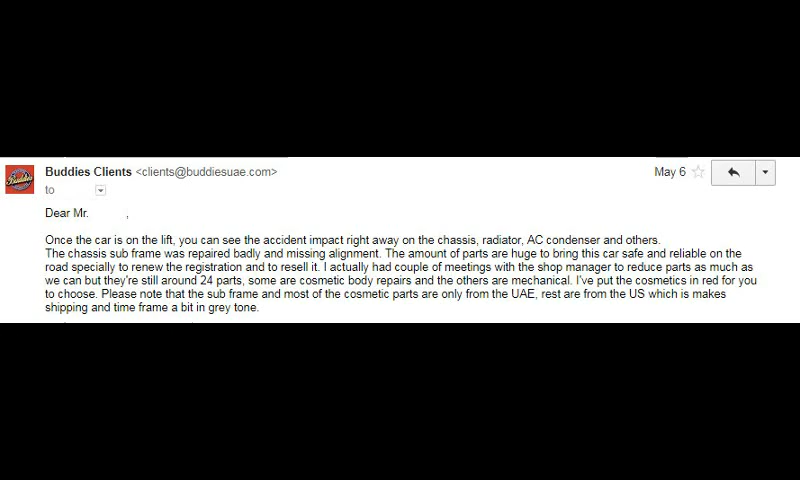 Buddies Clients <clients@buddiesuae.com>
May 6
to
Dear Mr. ,
Once the car is on the lift, you can see the accident impact right away on the chassis, radiator, AC condenser and others.
The chassis sub frame was repaired badly and missing alignment. The amount of parts are huge to bring this car safe and reliable on the
road specially to renew the registration and to resell it. I actually had couple of meetings with the shop manager to reduce parts as much as
we can but they're still around 24 parts, some are cosmetic body repairs and the others are mechanical. I've put the cosmetics in red for you
to choose. Please note that the sub frame and most of the cosmetic parts are only from the UAE, rest are from the US which is makes
shipping and time frame a bit in grey tone.